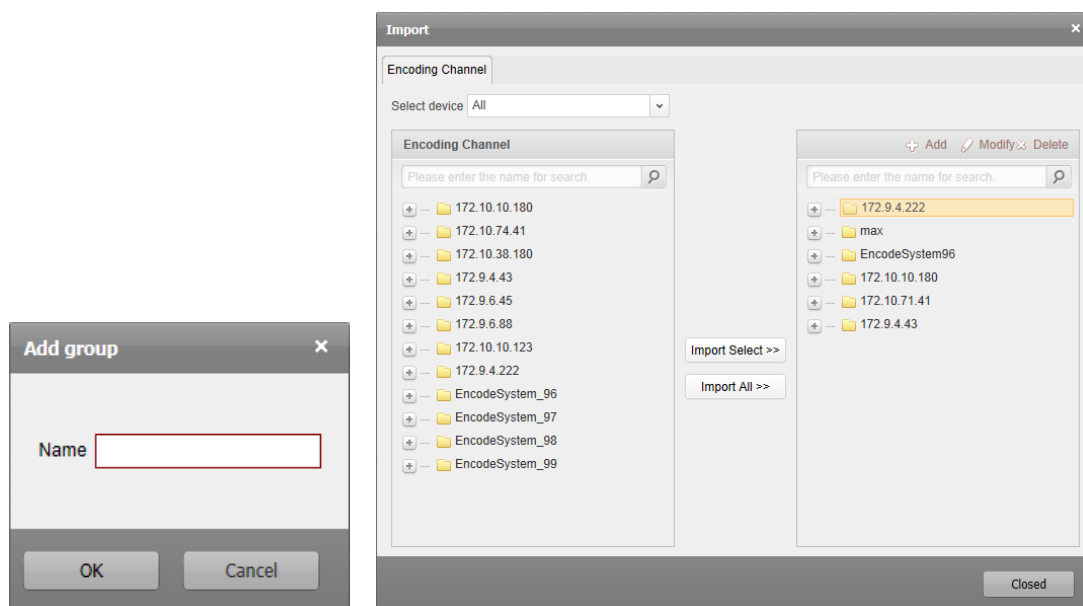 Add group
Name
OK
Cancel
Import
Encoding Channel
Select device All
Encoding Channel
Please enter the name for search.
172.10.10.180
172.10.74.41
172.10.38.180
172.9.4.43
172.9.6.45
172.9.6.88
172.10.10.123
172.9.4.222
EncodeSystem_96
EncodeSystem_97
EncodeSystem_98
EncodeSystem_99
Import Select >>
Import All >>
Add Modify Delete
Please enter the name for search.
172.9.4.222
max
EncodeSystem96
172.10.10.180
172.10.71.41
172.9.4.43
Closed